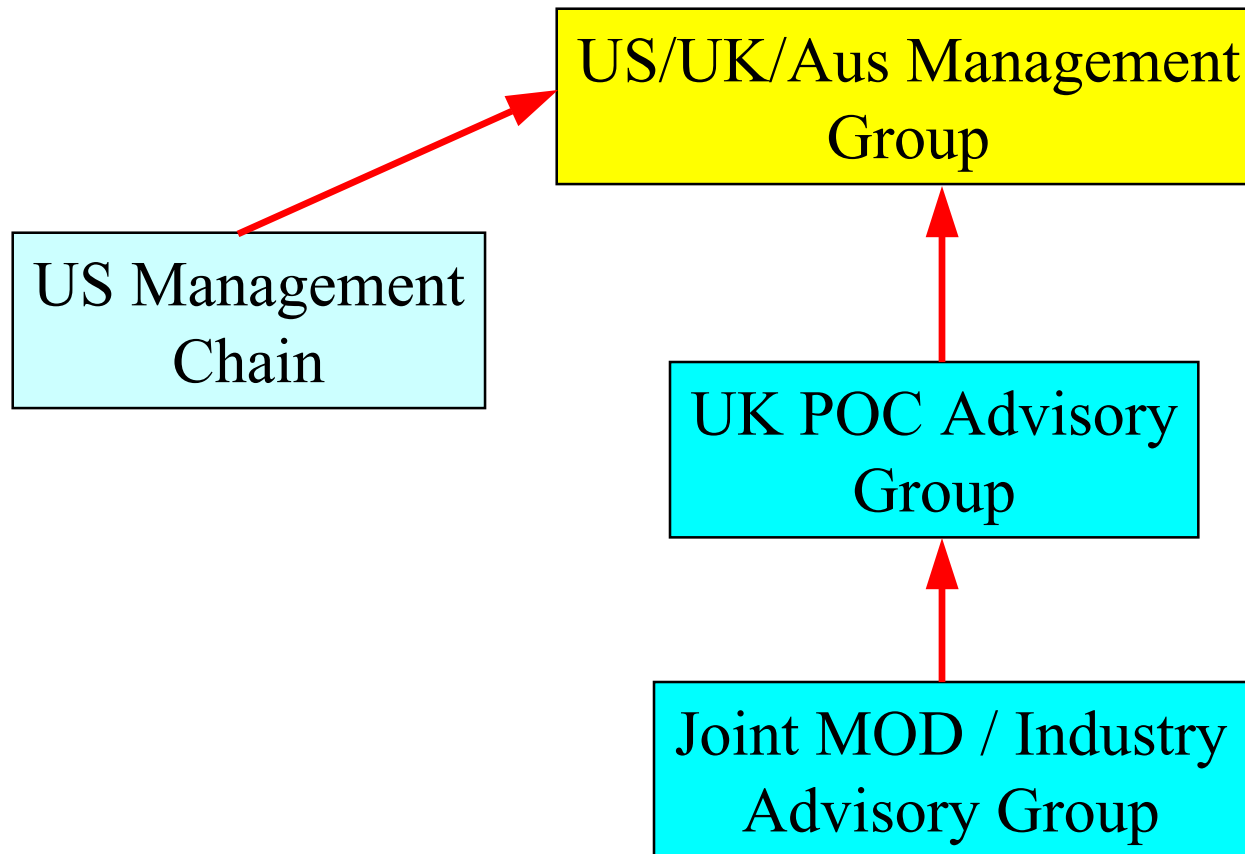 US/UK/Aus Management
Group
US Management
Chain
UK POC Advisory
Group
Joint MOD / Industry
Advisory Group